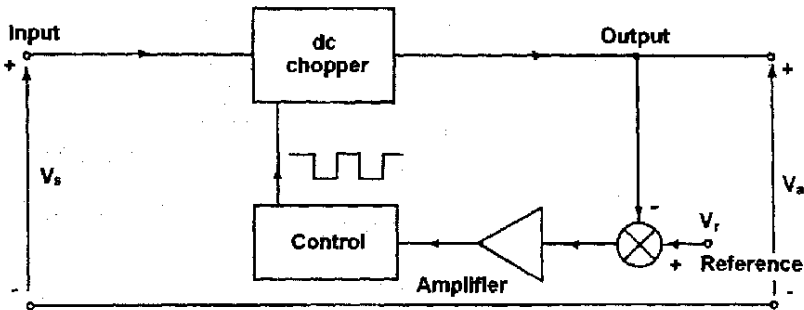 Input
dc
chopper
Output
+
+
Vs
Va
-
Vr
Control
+
Reference
Amplifier
-
-